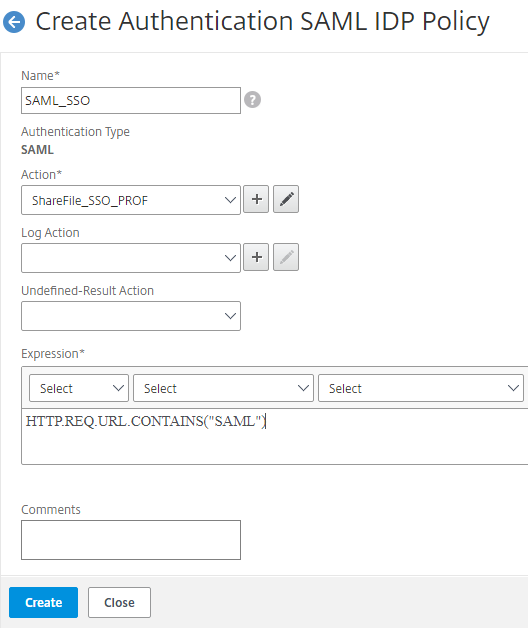 Create Authentication SAML IDP Policy
Name*
SAML_SSO
?
Authentication Type
SAML
Action*
ShareFile_SSO_PROF
+
Log Action
+
Undefined-Result Action
Expression*
Select Select Select
HTTP.REQ.URL.CONTAINS("SAML")
Comments
Create Close